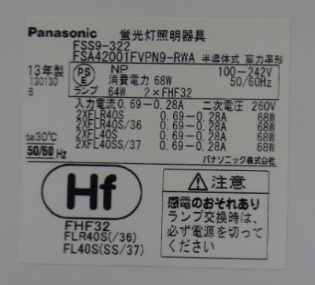 Panasonic 蛍光灯照明器具
FSS9-322
FSA42001FVPN9-RWA 半導体式 高力率形
13年製 PSE NP 100-242V
130130 消費電力 68W 50/60Hz
B ランプ 64W 2×FHF32
入力電流 0.69-0.28A 二次電圧 260V
2XFLR40S 0.69-0.28A 68W
2XFLR40SS/36 0.69-0.28A 68W
2XFL40S 0.69-0.28A 68W
ta30℃ 2XFL40SS/37 0.69-0.28A 68W
50/60 Hz パナソニック株式会社
Hf
FHF32
FLR40S(/36)
FL40S(SS/37)
注意
感電のおそれあり
ランプ交換時は、
必ず電源を切って
ください